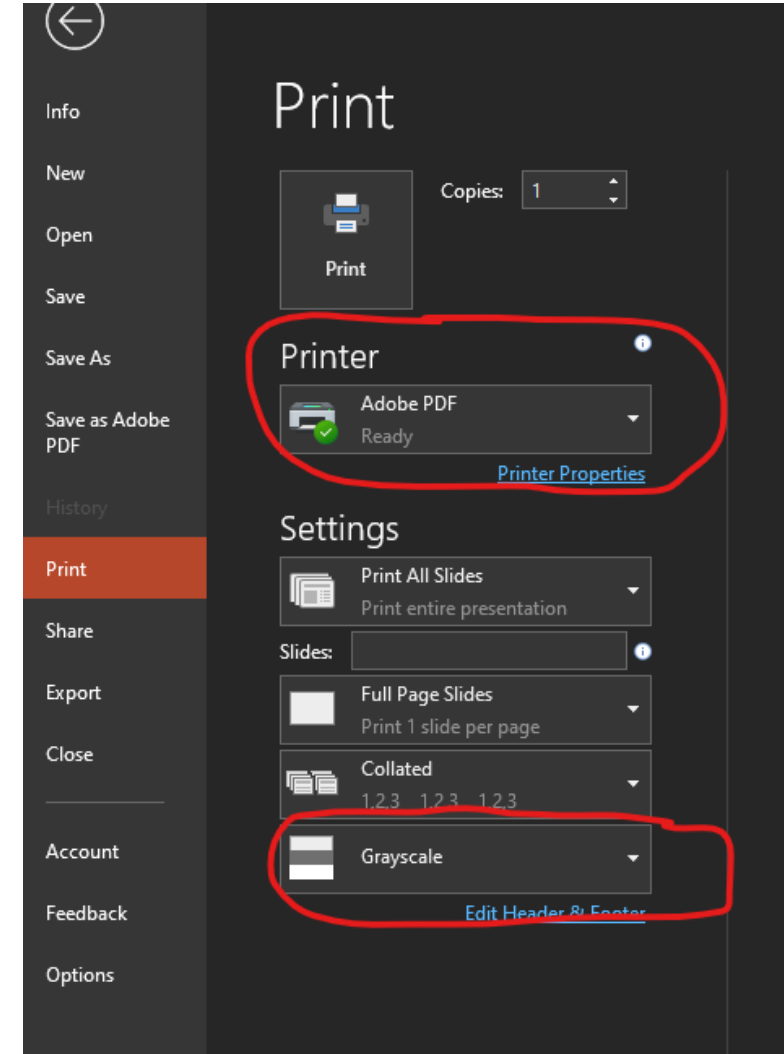 Info
New
Open
Save
Save As
Save as Adobe
PDF
History
Print
Share
Export
Close
Account
Feedback
Options
Print
Copies: 1
Print
Printer
Adobe PDF
Ready
Printer Properties
Settings
Print All Slides
Print entire presentation
Slides:
Full Page Slides
Print 1 slide per page
Collated
1,2,3 1,2,3 1,2,3
Grayscale
Edit Header & Footer